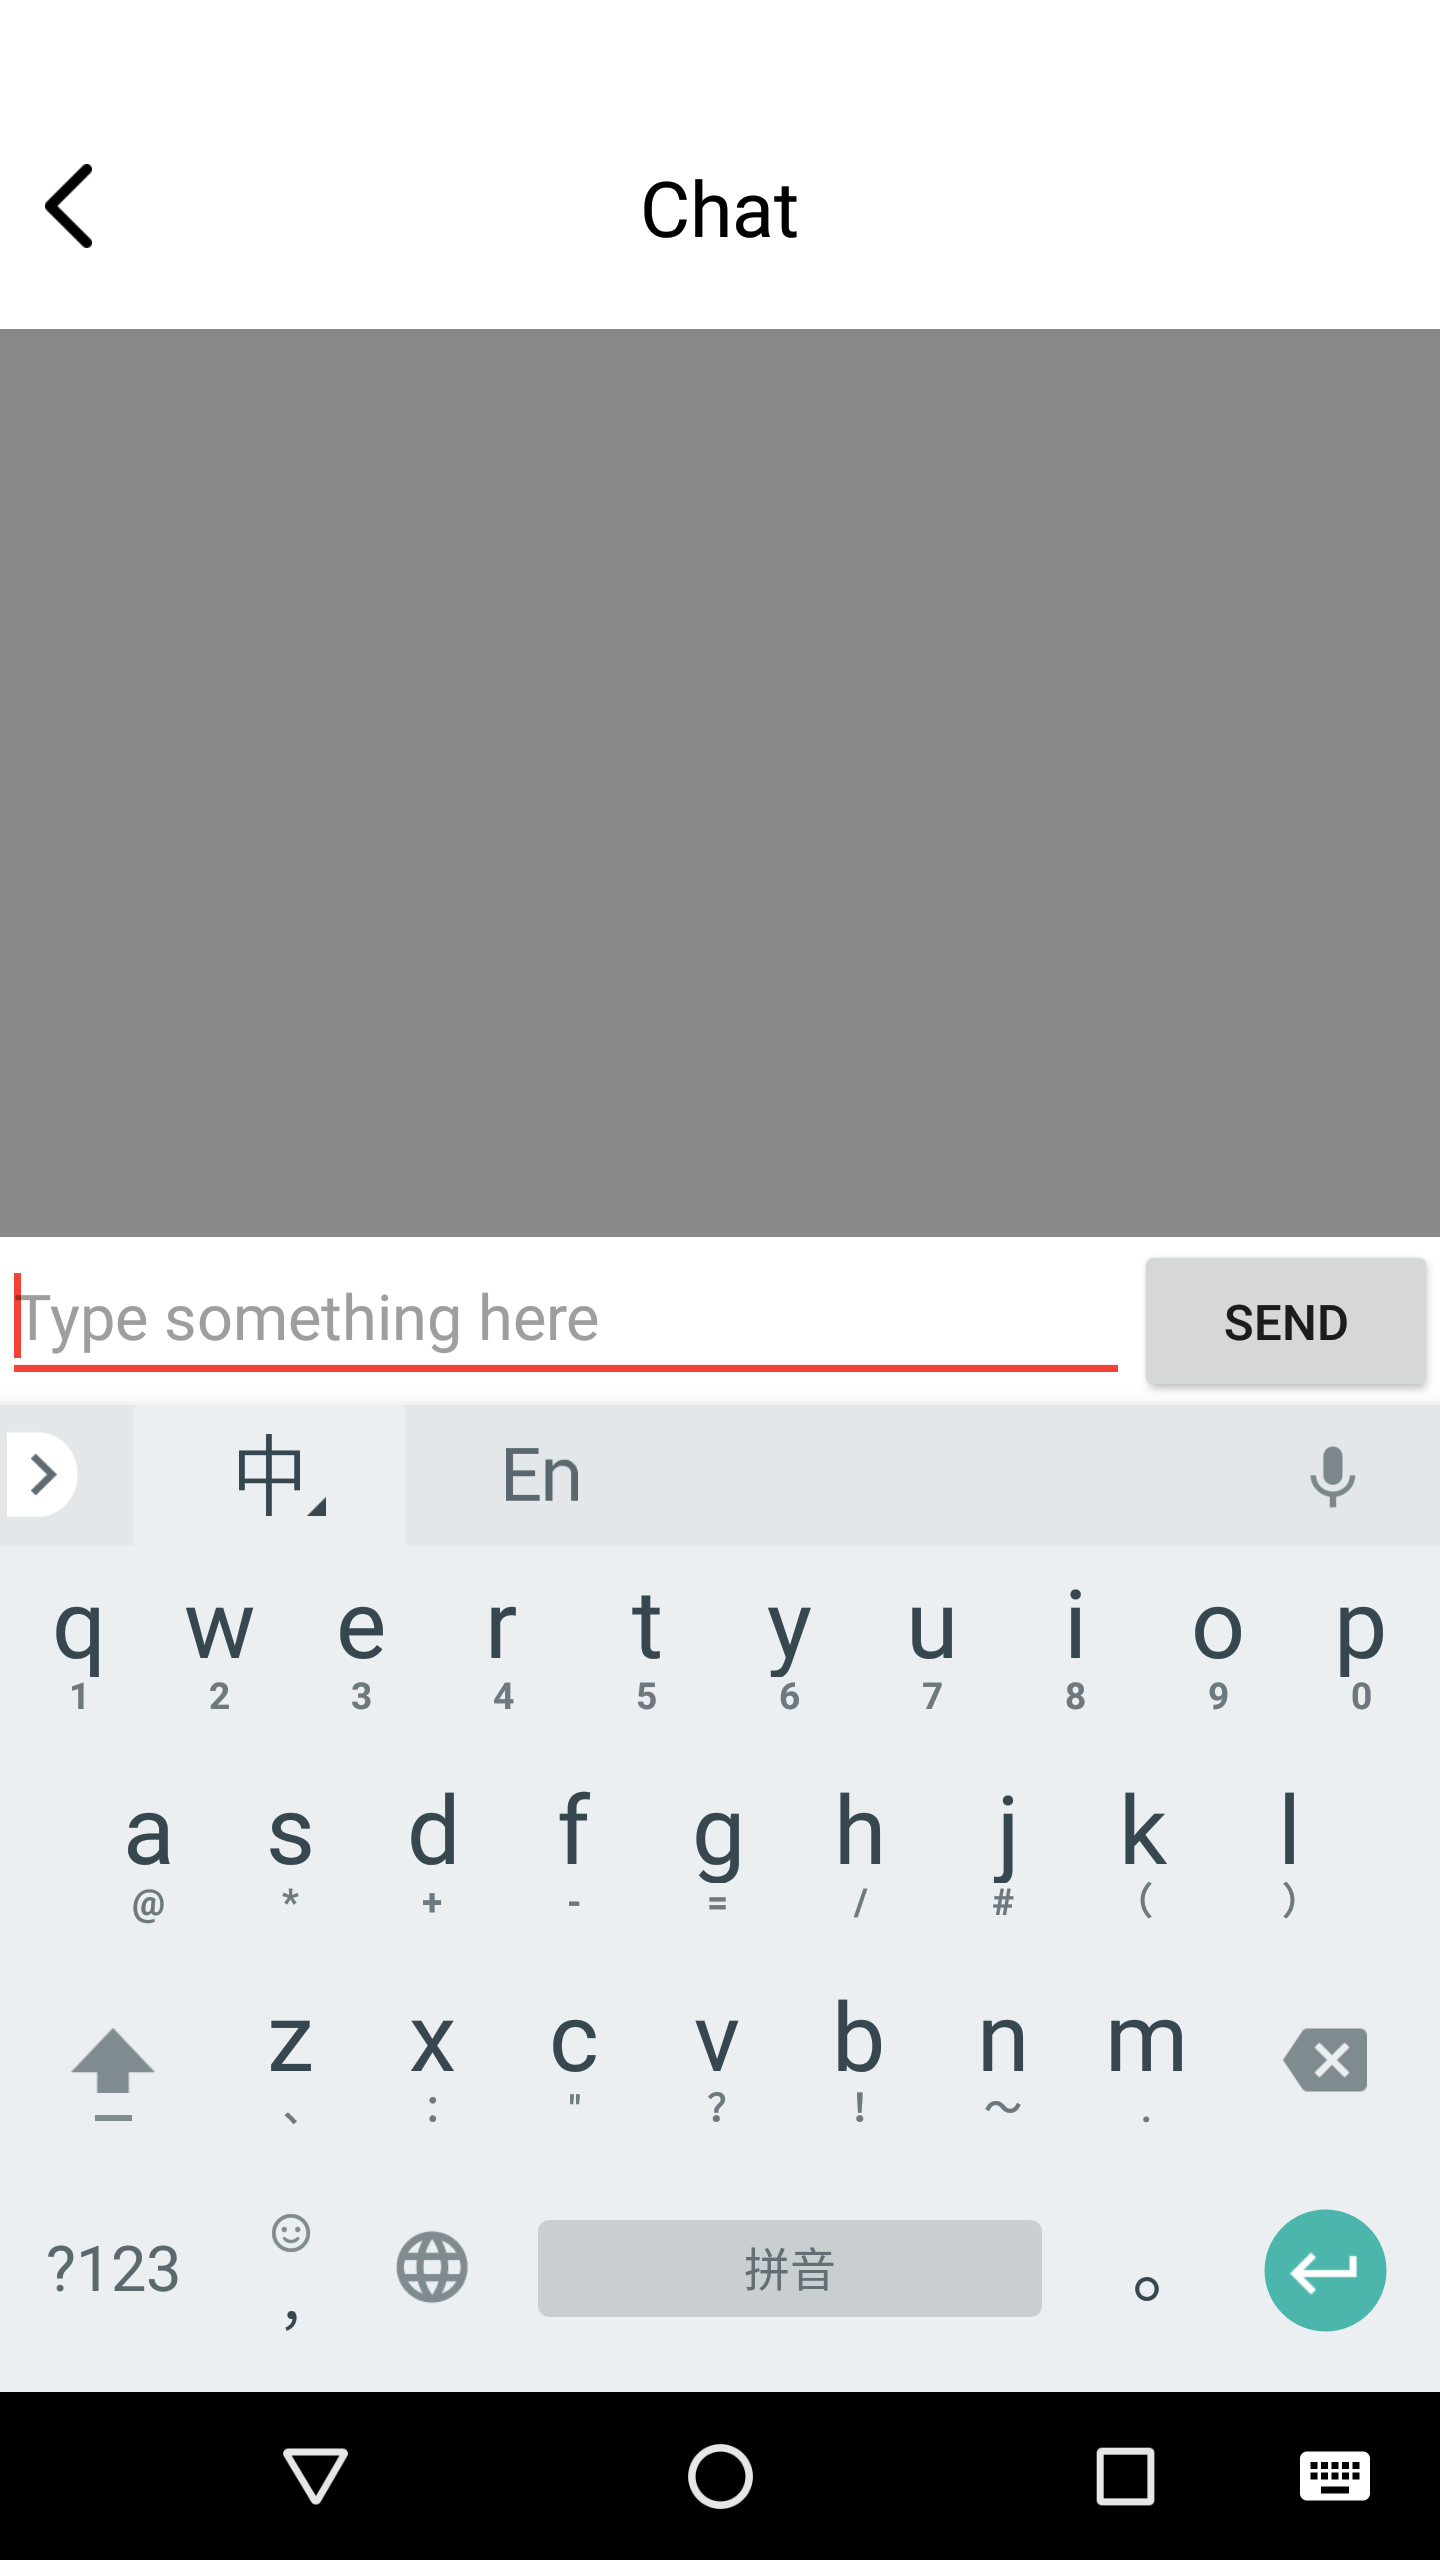 Chat
Type something here
SEND
中 En
q w e r t y u i o p
1 2 3 4 5 6 7 8 9 0
a s d f g h j k l
@ * + - = / # ( )
z x c v b n m
、 : " ? ! ～ .
?123 , 拼音 。